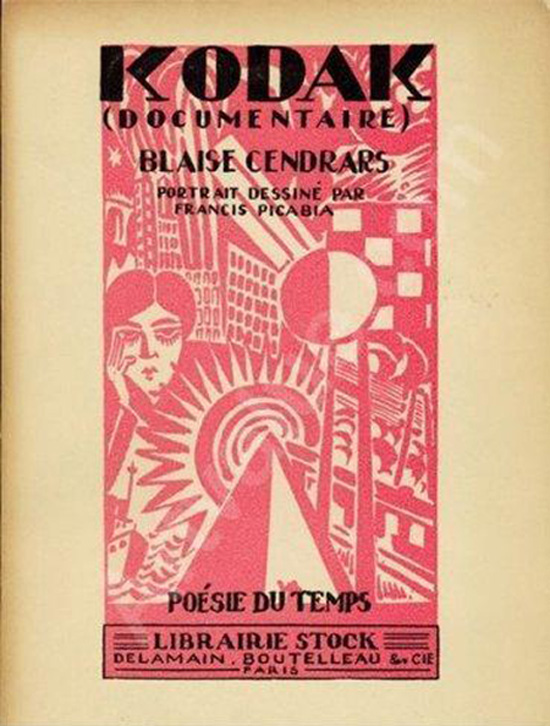 KODAK
(DOCUMENTAIRE)
BLAISE CENDRARS
PORTRAIT DESSINÉ PAR
FRANCIS PICABIA
POÉSIE DU TEMPS
LIBRAIRIE STOCK
DELAMAIN, BOUTELLEAU & CIE
PARIS